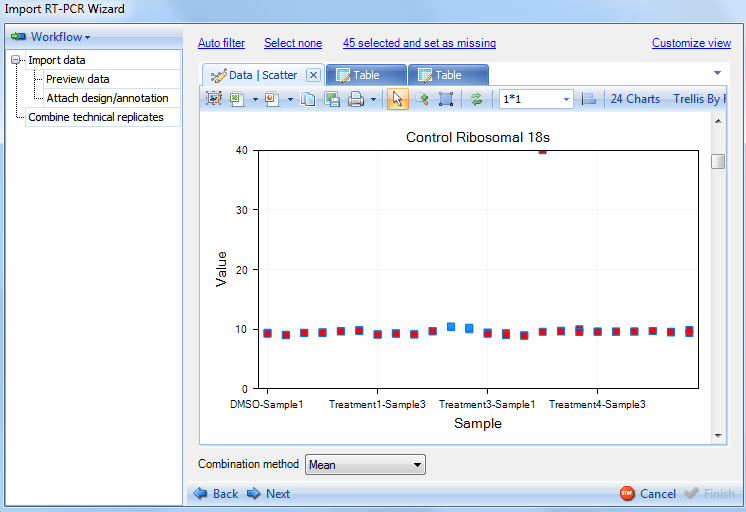 Import RT-PCR Wizard
Workflow
Import data
Preview data
Attach design/annotation
Combine technical replicates
Auto filter Select none 45 selected and set as missing Customize view
Data | Scatter Table Table
1*1 24 Charts Trellis By
Control Ribosomal 18s
40
30
20
10
0
Value
DMSO-Sample1 Treatment1-Sample3 Treatment3-Sample1 Treatment4-Sample3
Sample
Combination method Mean
Back Next STOP Cancel Finish